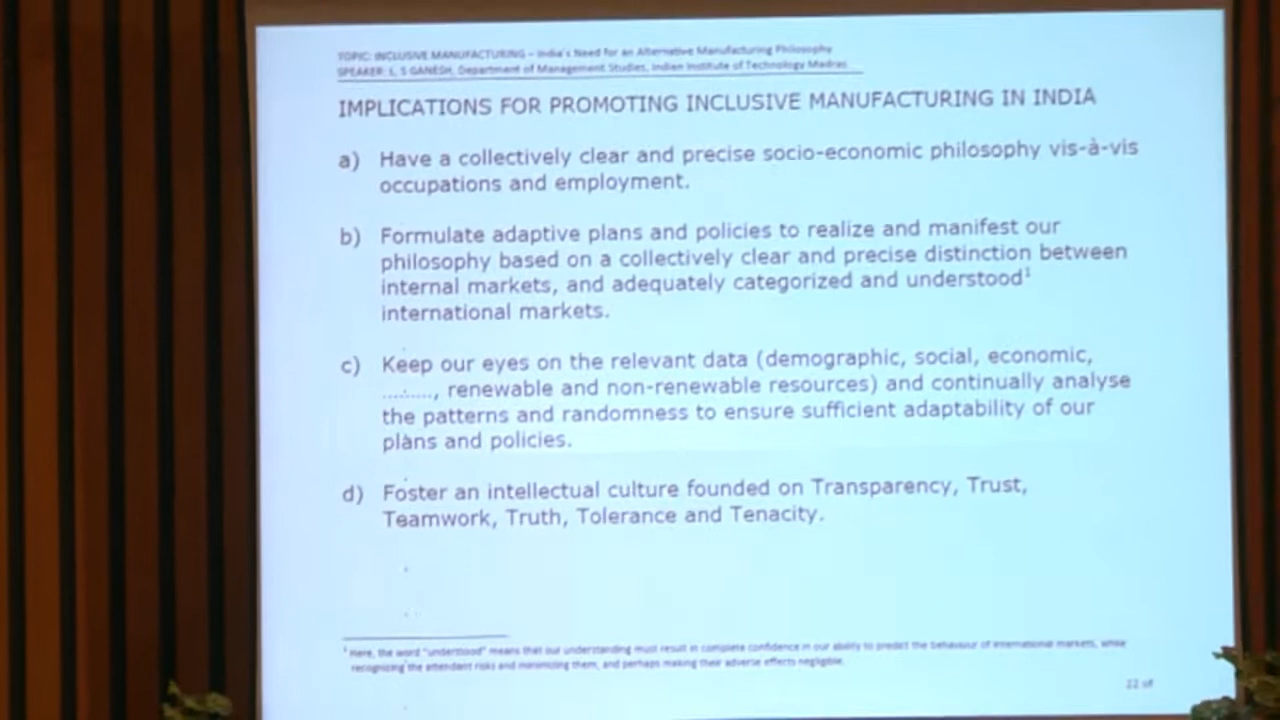 TOPIC: INCLUSIVE MANUFACTURING – India's Need for an Alternative Manufacturing Philosophy
SPEAKER: L S GANESH, Department of Management Studies, Indian Institute of Technology Madras
IMPLICATIONS FOR PROMOTING INCLUSIVE MANUFACTURING IN INDIA
a) Have a collectively clear and precise socio-economic philosophy vis-à-vis
occupations and employment.
b) Formulate adaptive plans and policies to realize and manifest our
philosophy based on a collectively clear and precise distinction between
internal markets, and adequately categorized and understood¹
international markets.
c) Keep our eyes on the relevant data (demographic, social, economic,
........., renewable and non-renewable resources) and continually analyse
the patterns and randomness to ensure sufficient adaptability of our
plans and policies.
d) Foster an intellectual culture founded on Transparency, Trust,
Teamwork, Truth, Tolerance and Tenacity.
¹ Here, the word "understood" means that our understanding must result in complete confidence in our ability to predict the behaviour of international markets, while
recognizing the attendant risks and minimizing them, and perhaps making their adverse effects negligible.
22 of